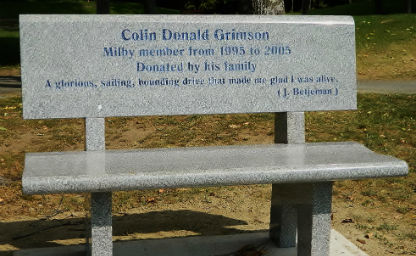 Colin Donald Grimson
Milby member from 1995 to 2005
Donated by his family
A glorious, sailing, bounding drive that made me glad I was alive.
( J. Betjeman )